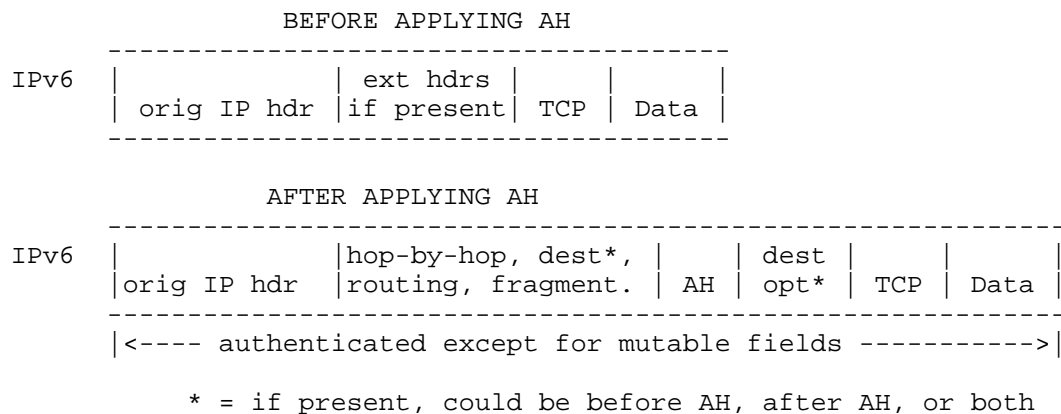 BEFORE APPLYING AH
---------------------------------------
IPv6 | | ext hdrs | | |
| orig IP hdr |if present| TCP | Data |
---------------------------------------
AFTER APPLYING AH
------------------------------------------------------------
IPv6 | |hop-by-hop, dest*, | | dest | | |
|orig IP hdr |routing, fragment. | AH | opt* | TCP | Data |
------------------------------------------------------------
|<---- authenticated except for mutable fields ----------->|
* = if present, could be before AH, after AH, or both